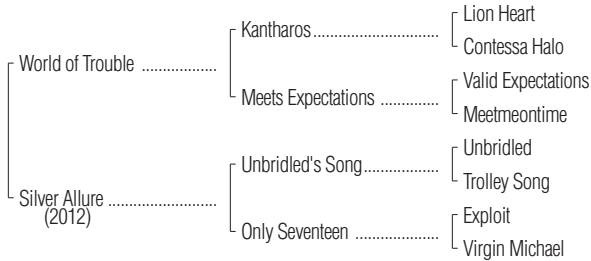 Lion Heart
Kantharos..................
Contessa Halo
World of Trouble .................
Valid Expectations
Meets Expectations ..............
Meetmeontime
Unbridled
Unbridled's Song..................
Trolley Song
Silver Allure .........................
(2012)
Exploit
Only Seventeen ....................
Virgin Michael